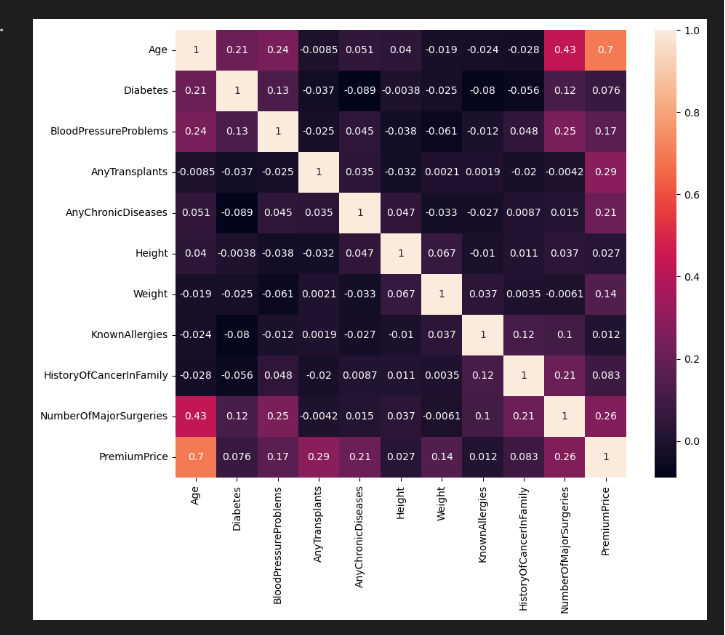 Age 1 0.21 0.24 -0.0085 0.051 0.04 -0.019 -0.024 -0.028 0.43 0.7
Diabetes 0.21 1 0.13 -0.037 -0.089 -0.0038 -0.025 -0.08 -0.056 0.12 0.076
BloodPressureProblems 0.24 0.13 1 -0.025 0.045 -0.038 -0.061 -0.012 0.048 0.25 0.17
AnyTransplants -0.0085 -0.037 -0.025 1 0.035 -0.032 0.0021 0.0019 -0.02 -0.0042 0.29
AnyChronicDiseases 0.051 -0.089 0.045 0.035 1 0.047 -0.033 -0.027 0.0087 0.015 0.21
Height 0.04 -0.0038 -0.038 -0.032 0.047 1 0.067 -0.01 0.011 0.037 0.027
Weight -0.019 -0.025 -0.061 0.0021 -0.033 0.067 1 0.037 0.0035 -0.0061 0.14
KnownAllergies -0.024 -0.08 -0.012 0.0019 -0.027 -0.01 0.037 1 0.12 0.1 0.012
HistoryOfCancerInFamily -0.028 -0.056 0.048 -0.02 0.0087 0.011 0.0035 0.12 1 0.21 0.083
NumberOfMajorSurgeries 0.43 0.12 0.25 -0.0042 0.015 0.037 -0.0061 0.1 0.21 1 0.26
PremiumPrice 0.7 0.076 0.17 0.29 0.21 0.027 0.14 0.012 0.083 0.26 1
Age
Diabetes
BloodPressureProblems
AnyTransplants
AnyChronicDiseases
Height
Weight
KnownAllergies
HistoryOfCancerInFamily
NumberOfMajorSurgeries
PremiumPrice
1.0
0.8
0.6
0.4
0.2
0.0